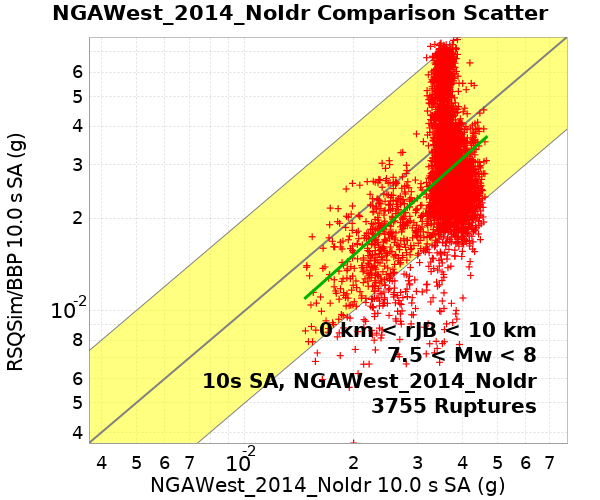 NGAWest_2014_NoIdr Comparison Scatter
RSQSim/BBP 10.0 s SA (g)
6
5
4
3
2
10⁻²
8
6
5
4
0 km < rJB < 10 km
7.5 < Mw < 8
10s SA, NGAWest_2014_NoIdr
3755 Ruptures
4 5 6 7 10⁻² 2 3 4 5 6 7
NGAWest_2014_NoIdr 10.0 s SA (g)